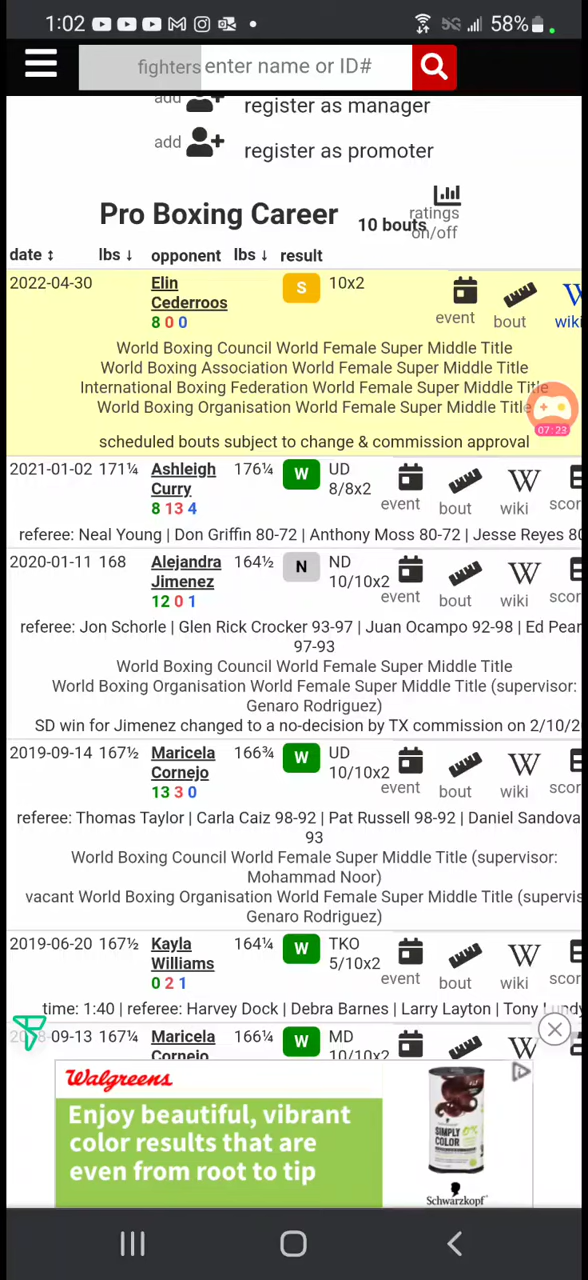 1:02 58%
5G
fighters enter name or ID#
add register as manager
add register as promoter
ratings
Pro Boxing Career 10 bouts
on/off
date ↕ lbs ↓ opponent lbs ↓ result
2022-04-30 Elin S 10x2
Cederroos event bout wiki
8 0 0
World Boxing Council World Female Super Middle Title
World Boxing Association World Female Super Middle Title
International Boxing Federation World Female Super Middle Title
World Boxing Organisation World Female Super Middle Title
07:23
scheduled bouts subject to change & commission approval
2021-01-02 171¼ Ashleigh 176¼ W UD W
Curry 8/8x2 event bout wiki scor
8 13 4
referee: Neal Young | Don Griffin 80-72 | Anthony Moss 80-72 | Jesse Reyes 80
2020-01-11 168 Alejandra 164½ N ND W
Jimenez 10/10x2 event bout wiki scor
12 0 1
referee: Jon Schorle | Glen Rick Crocker 93-97 | Juan Ocampo 92-98 | Ed Pear
97-93
World Boxing Council World Female Super Middle Title
World Boxing Organisation World Female Super Middle Title (supervisor:
Genaro Rodriguez)
SD win for Jimenez changed to a no-decision by TX commission on 2/10/2
2019-09-14 167½ Maricela 166¾ W UD W
Cornejo 10/10x2 event bout wiki scor
13 3 0
referee: Thomas Taylor | Carla Caiz 98-92 | Pat Russell 98-92 | Daniel Sandova
93
World Boxing Council World Female Super Middle Title (supervisor:
Mohammad Noor)
vacant World Boxing Organisation World Female Super Middle Title (supervis
Genaro Rodriguez)
2019-06-20 167½ Kayla 164¼ W TKO W
Williams 5/10x2 event bout wiki scor
0 2 1
time: 1:40 | referee: Harvey Dock | Debra Barnes | Larry Layton | Tony
09-13 167¼ Maricela 166¼ W MD W
Cornejo 10/10x2
Walgreens
Enjoy beautiful, vibrant
color results that are
even from root to tip
SIMPLY
COLOR
Schwarzkopf